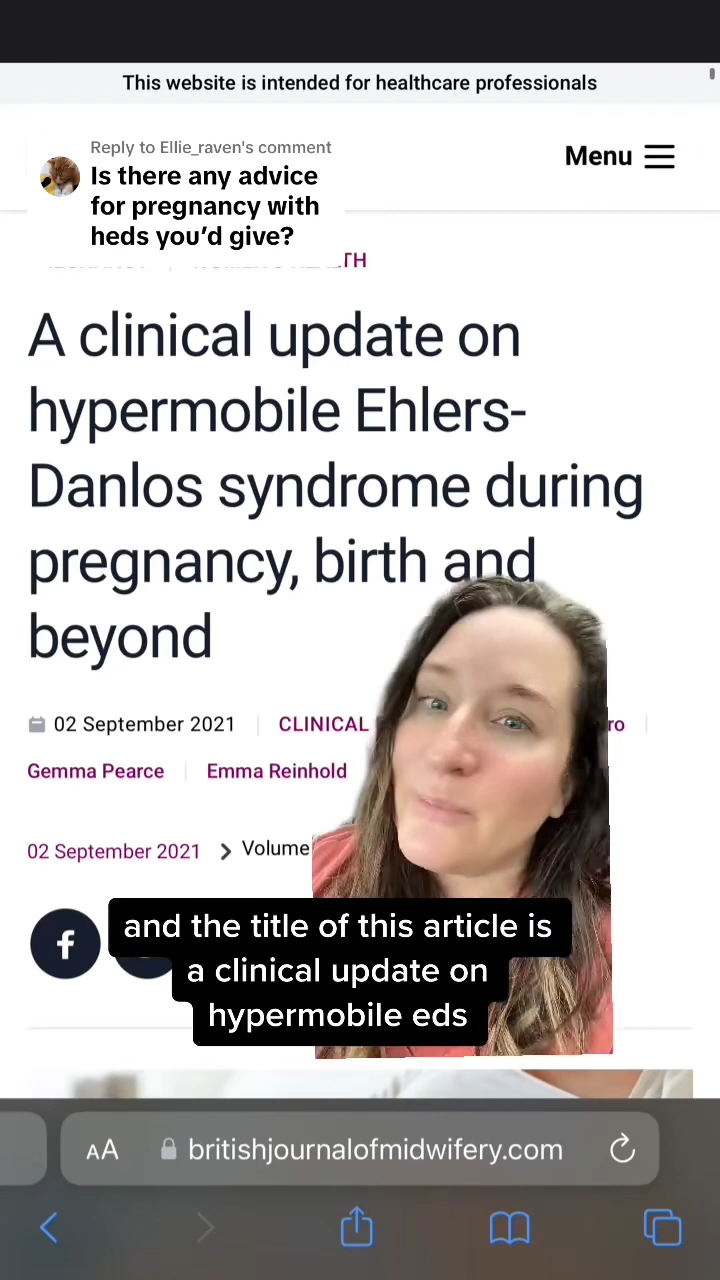 This website is intended for healthcare professionals
Reply to Ellie_raven's comment
Is there any advice
for pregnancy with
heds you’d give?
Menu
A clinical update on
hypermobile Ehlers-
Danlos syndrome during
pregnancy, birth and
beyond
02 September 2021 CLINICAL
Gemma Pearce Emma Reinhold
02 September 2021 Volume
f
and the title of this article is
a clinical update on
hypermobile eds
AA britishjournalofmidwifery.com